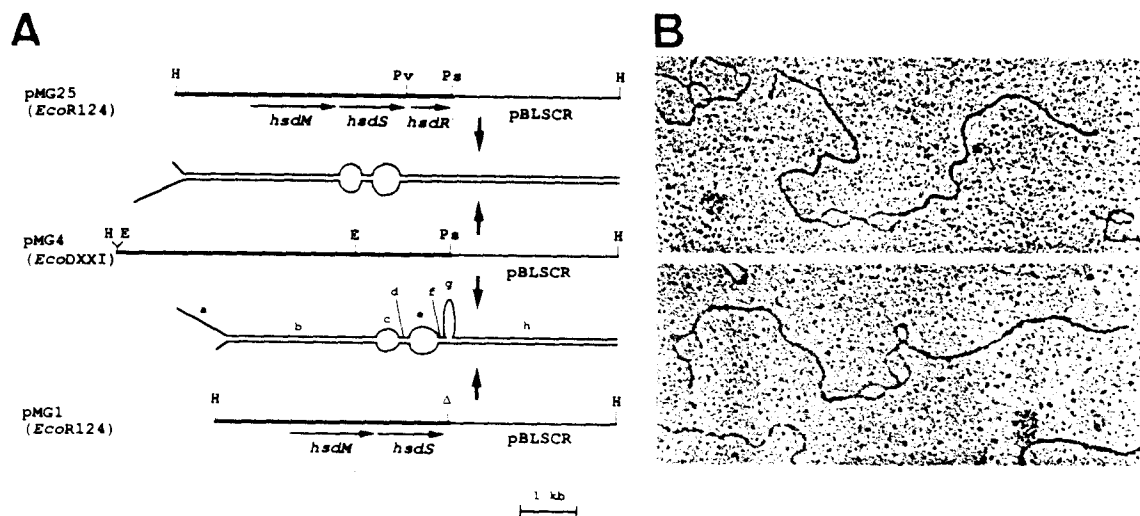 A
B
H Pv Ps H
pMG25
(EcoR124)
hsdM hsdS hsdR pBLSCR
H E E Ps H
pMG4
(EcoDXXI)
pBLSCR
a b c d e f g h
H Δ H
pMG1
(EcoR124)
hsdM hsdS pBLSCR
1 kb